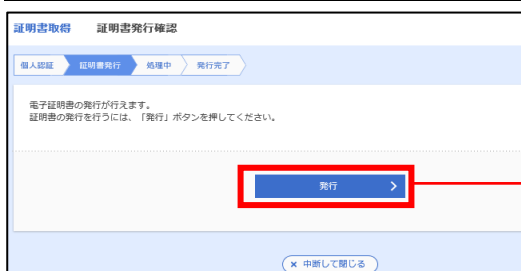 証明書取得 証明書発行確認
個人認証 証明書発行 処理中 発行完了
電子証明書の発行が行えます。
証明書の発行を行うには、「発行」ボタンを押してください。
発行
× 中断して閉じる